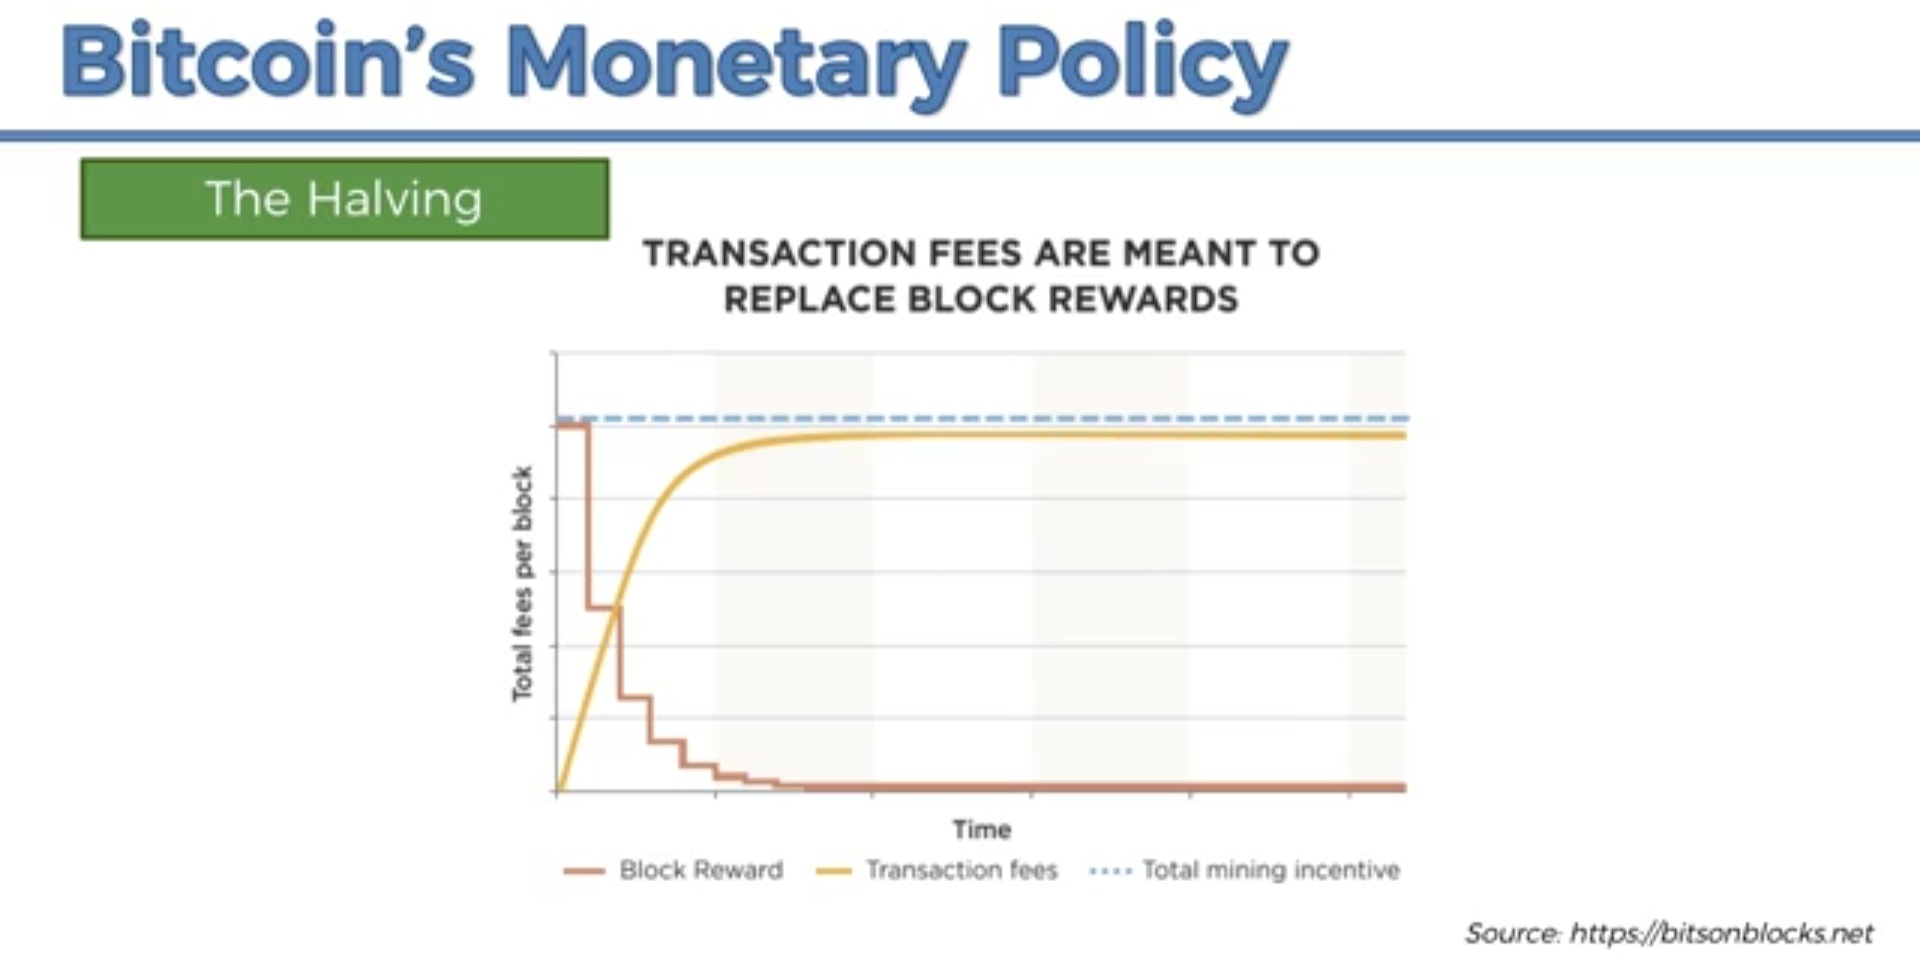 Bitcoin's Monetary Policy
The Halving
TRANSACTION FEES ARE MEANT TO
REPLACE BLOCK REWARDS
Total fees per block
Time
Block Reward Transaction fees Total mining incentive
Source: https://bitsonblocks.net